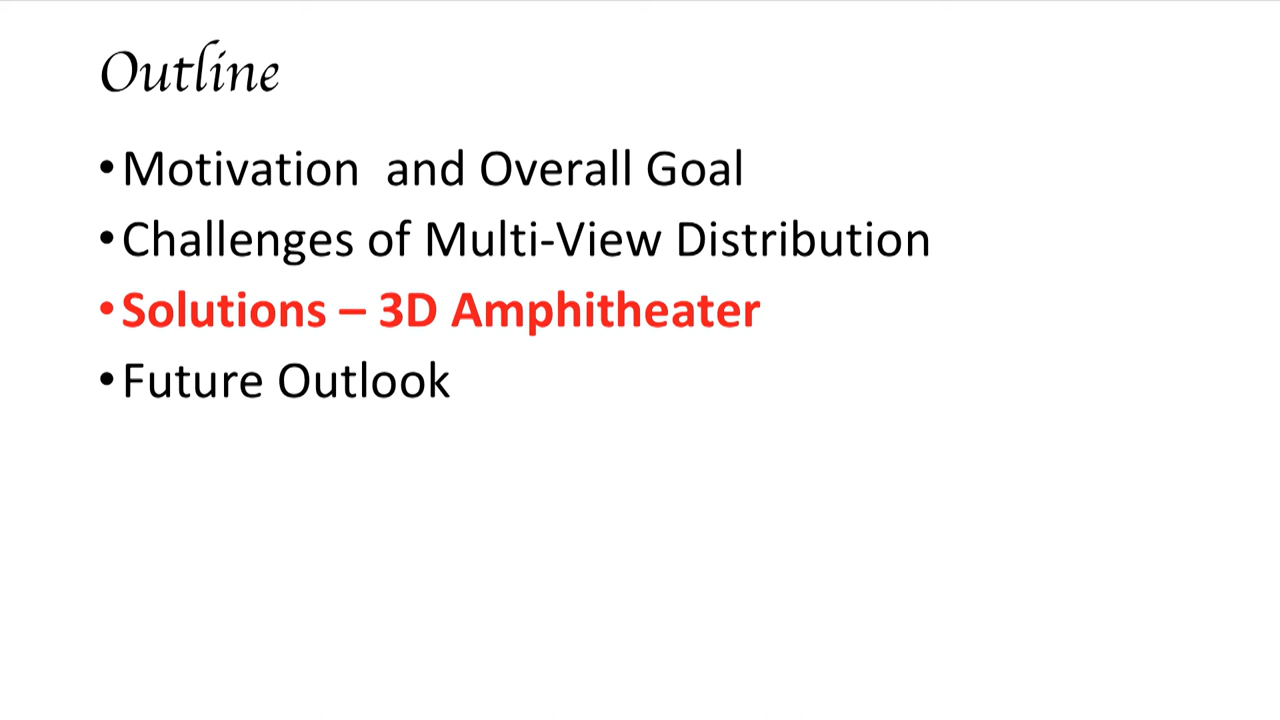 Outline
•Motivation  and Overall Goal
•Challenges of Multi-View Distribution
•Solutions – 3D Amphitheater
•Future Outlook